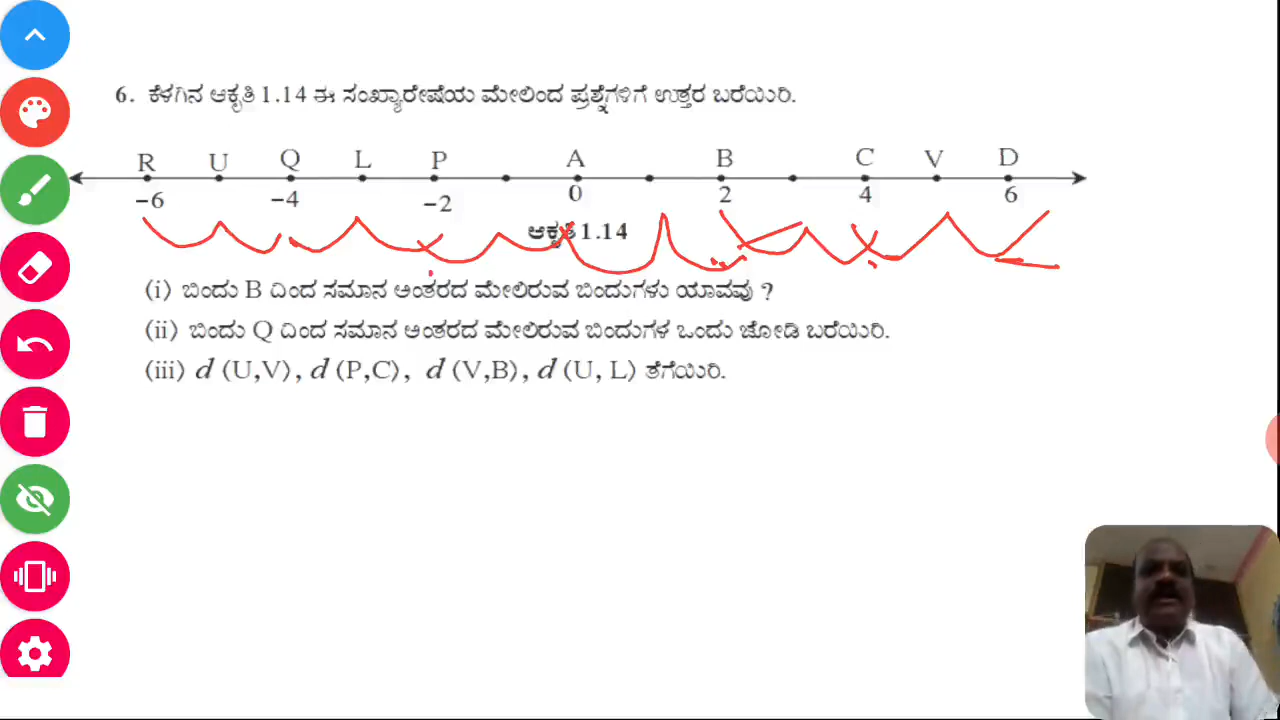 6. ಕೆಳಗಿನ ಆಕೃತಿ 1.14 ಈ ಸಂಖ್ಯಾರೇಷೆಯ ಮೇಲಿಂದ ಪ್ರಶ್ನೆಗಳಿಗೆ ಉತ್ತರ ಬರೆಯಿರಿ.
R U Q L P A B C V D
−6 −4 −2 0 2 4 6
ಆಕೃತಿ 1.14
(i) ಬಿಂದು B ದಿಂದ ಸಮಾನ ಅಂತರದ ಮೇಲಿರುವ ಬಿಂದುಗಳು ಯಾವವು ?
(ii) ಬಿಂದು Q ದಿಂದ ಸಮಾನ ಅಂತರದ ಮೇಲಿರುವ ಬಿಂದುಗಳ ಒಂದು ಜೋಡಿ ಬರೆಯಿರಿ.
(iii) d (U,V), d (P,C), d (V,B), d (U, L) ತೆಗೆಯಿರಿ.